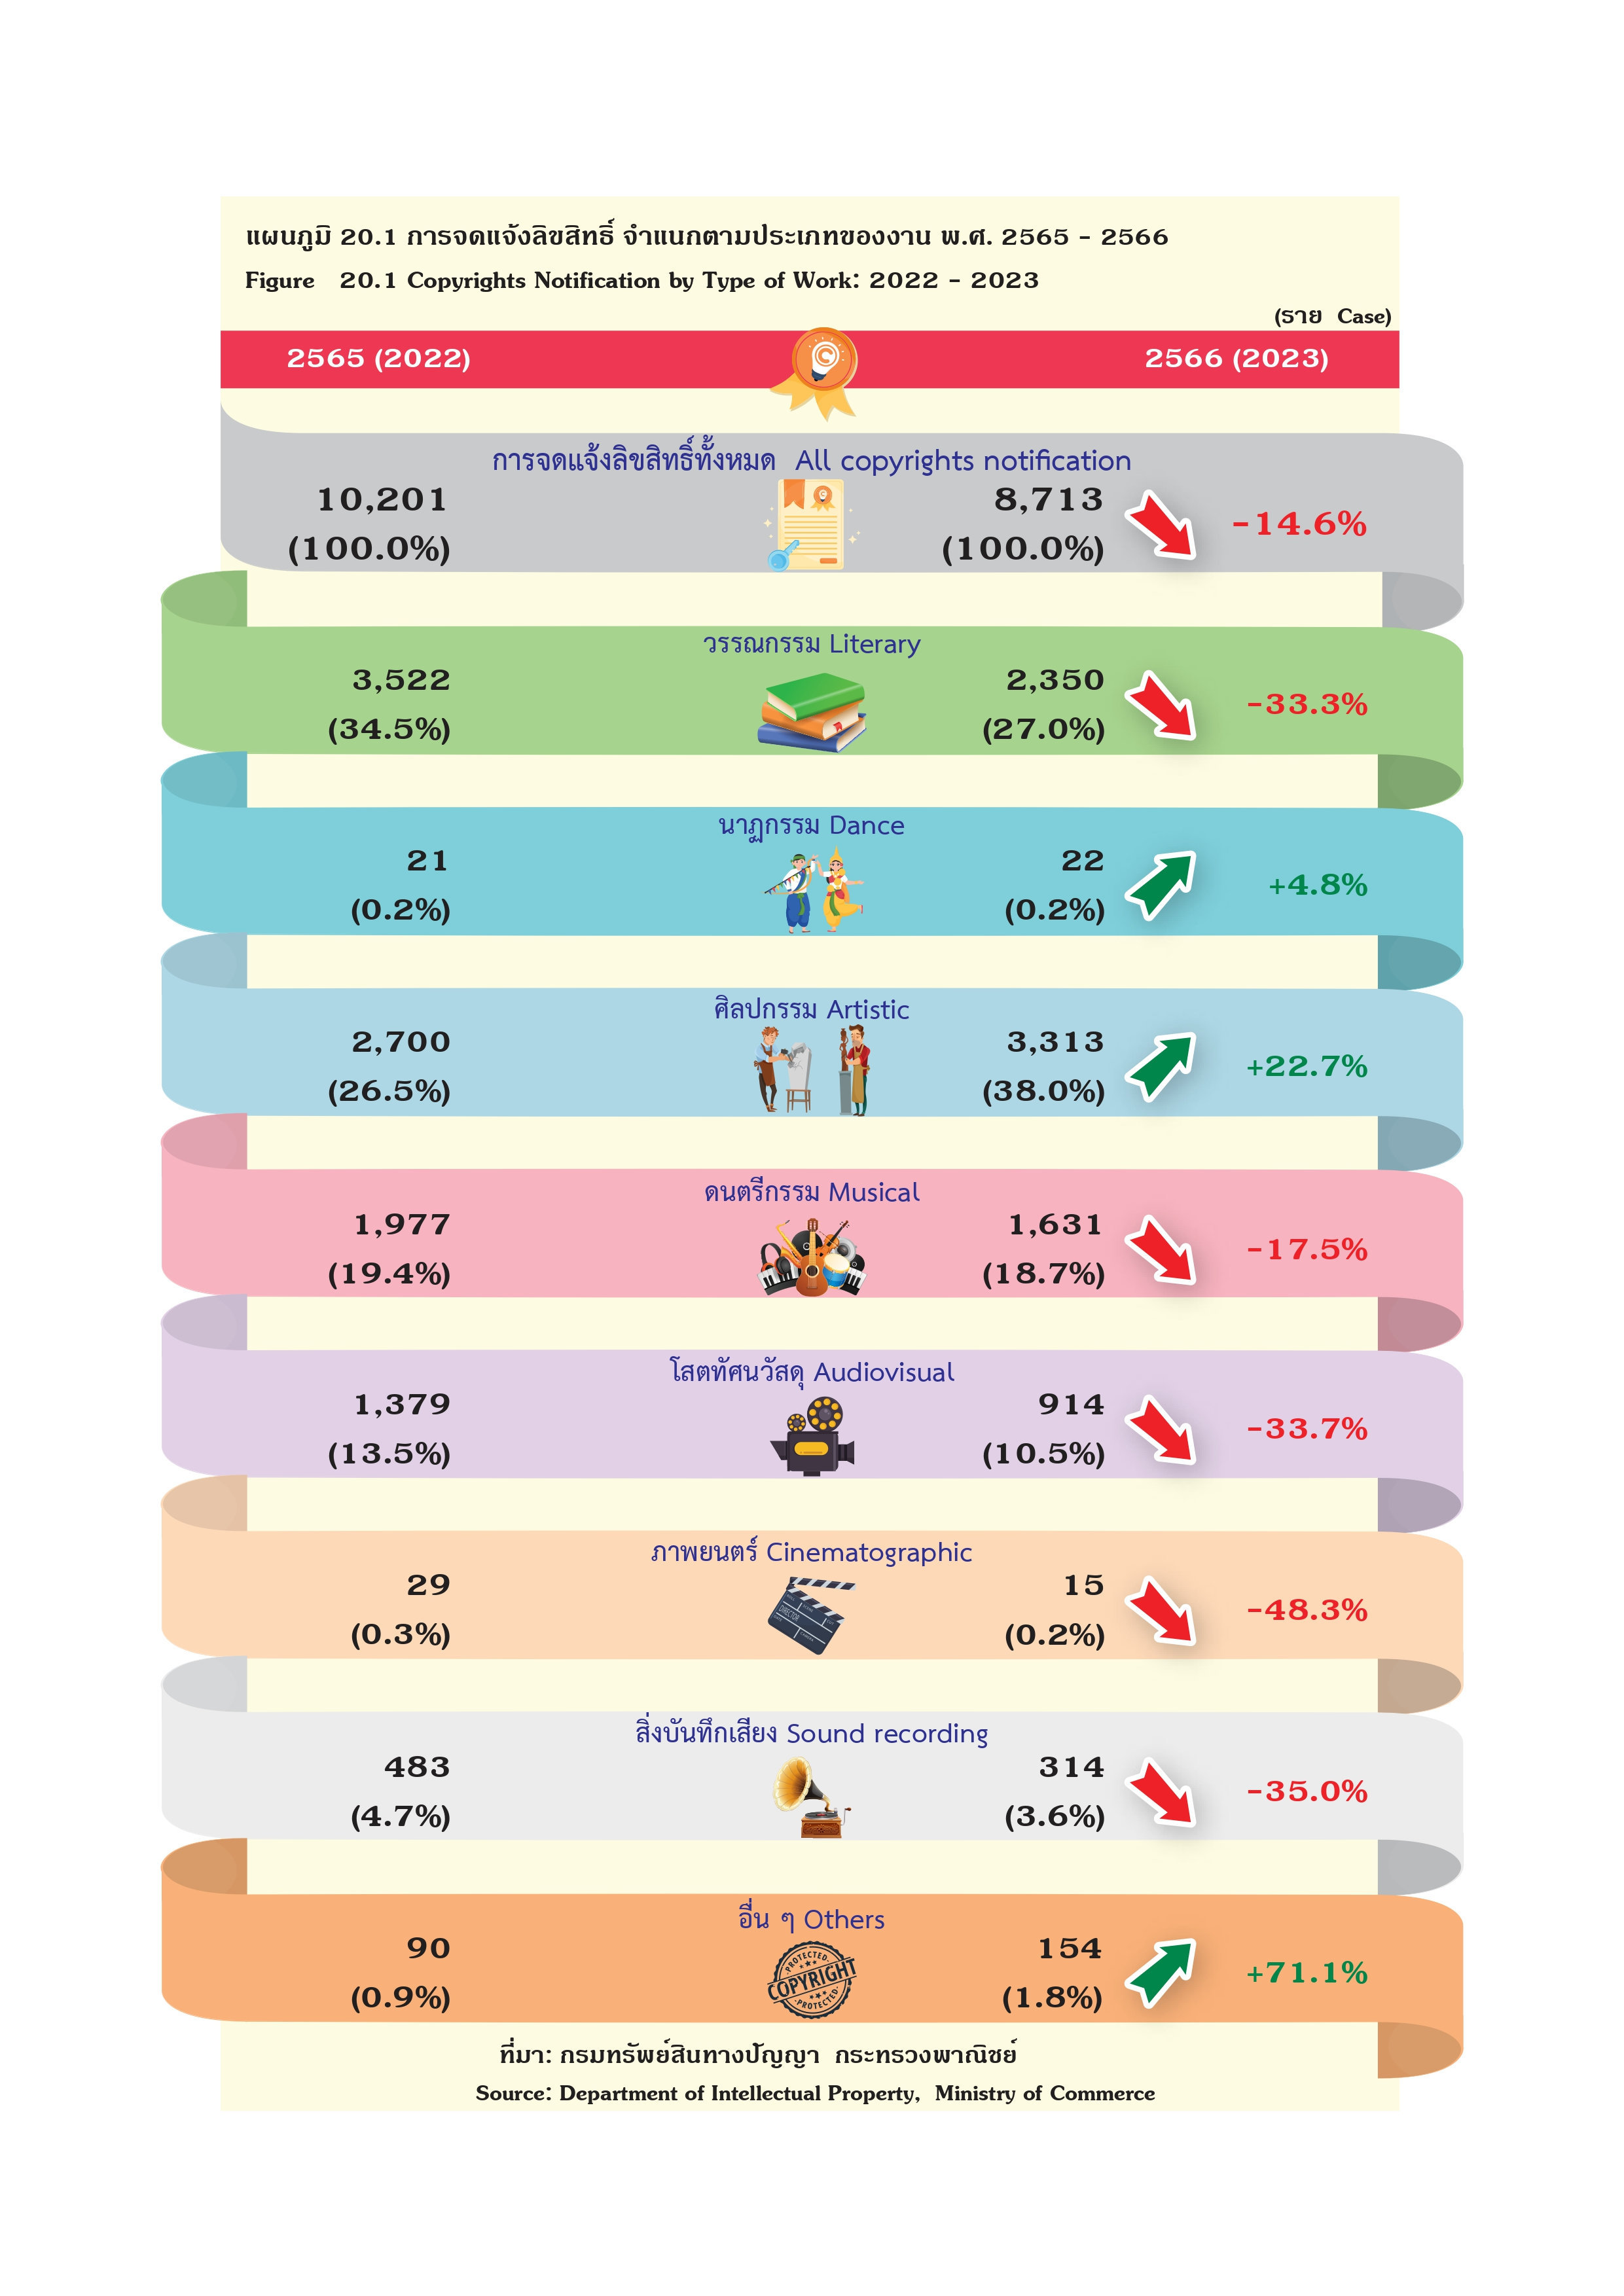 แผนภูมิ 20.1 การจดแจ้งลิขสิทธิ์ จำแนกตามประเภทของงาน พ.ศ. 2565 - 2566
Figure 20.1 Copyrights Notification by Type of Work: 2022 - 2023
(ราย Case)
2565 (2022) 2566 (2023)
การจดแจ้งลิขสิทธิ์ทั้งหมด All copyrights notification
10,201 8,713
-14.6%
(100.0%) (100.0%)
วรรณกรรม Literary
3,522 2,350
-33.3%
(34.5%) (27.0%)
นาฏกรรม Dance
21 22
+4.8%
(0.2%) (0.2%)
ศิลปกรรม Artistic
2,700 3,313
+22.7%
(26.5%) (38.0%)
ดนตรีกรรม Musical
1,977 1,631
-17.5%
(19.4%) (18.7%)
โสตทัศนวัสดุ Audiovisual
1,379 914
-33.7%
(13.5%) (10.5%)
ภาพยนตร์ Cinematographic
29 15
DIRECTOR
-48.3%
(0.3%) (0.2%)
สิ่งบันทึกเสียง Sound recording
483 314
-35.0%
(4.7%) (3.6%)
อื่น ๆ Others
90 154
PROTECTED
COPYRIGHT
PROTECTED
+71.1%
(0.9%) (1.8%)
ที่มา: กรมทรัพย์สินทางปัญญา กระทรวงพาณิชย์
Source: Department of Intellectual Property, Ministry of Commerce